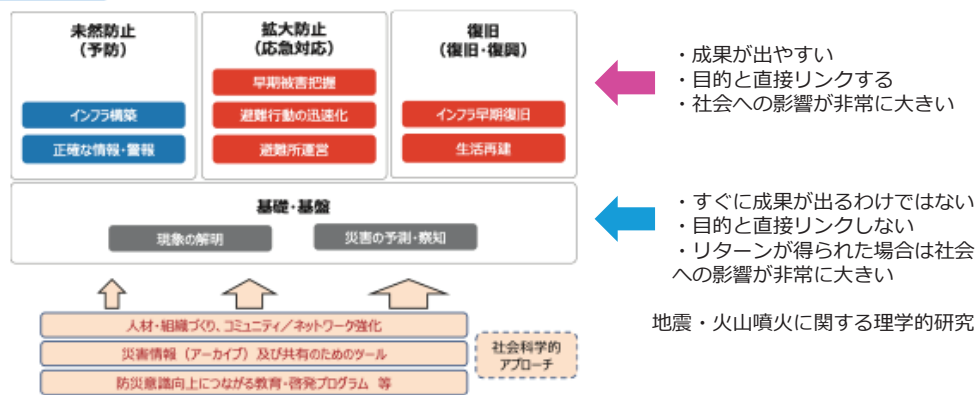 未然防止
(予防)
インフラ構築
正確な情報・警報
拡大防止
(応急対応)
早期被害把握
避難行動の迅速化
避難所運営
復旧
(復旧・復興)
インフラ早期復旧
生活再建
・成果が出やすい
・目的と直接リンクする
・社会への影響が非常に大きい
基礎・基盤
現象の解明
災害の予測・察知
・すぐに成果が出るわけではない
・目的と直接リンクしない
・リターンが得られた場合は社会
への影響が非常に大きい
地震・火山噴火に関する理学的研究
人材・組織づくり、コミュニティ/ネットワーク強化
災害情報(アーカイブ)及び共有のためのツール
防災意識向上につながる教育・啓発プログラム 等
社会科学的
アプローチ